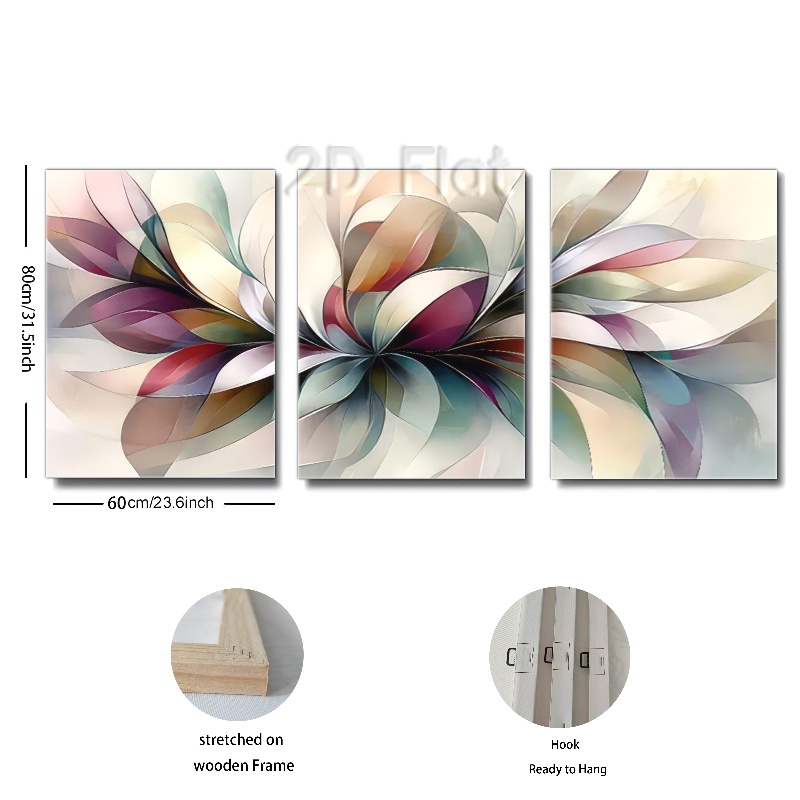 2D Flat
80cm/31.5inch
60cm/23.6inch
stretched on
wooden Frame
Hook
Ready to Hang